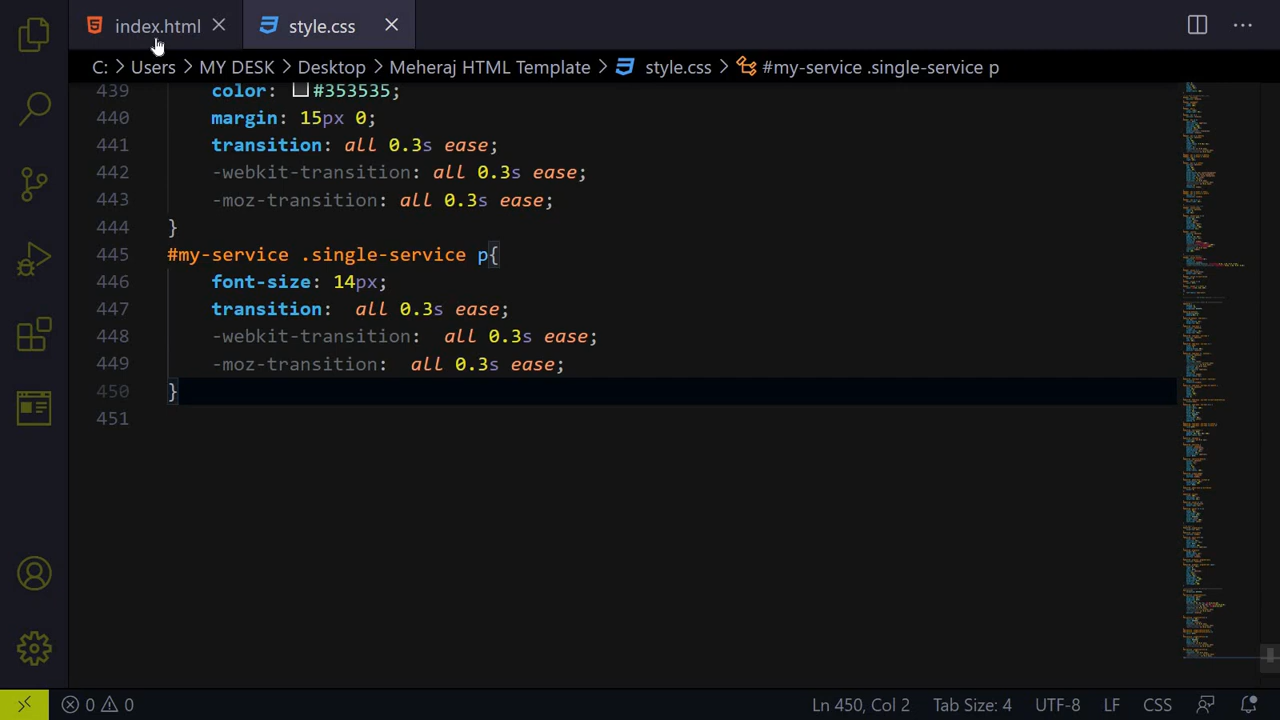 index.html
style.css
C: > Users > MY DESK > Desktop > Meheraj HTML Template > style.css > #my-service .single-service p
439 color: #353535;
440 margin: 15px 0;
441 transition: all 0.3s ease;
442 -webkit-transition: all 0.3s ease;
443 -moz-transition: all 0.3s ease;
444 }
445 #my-service .single-service p{
446 font-size: 14px;
447 transition:  all 0.3s ease;
448 -webkit-transition:  all 0.3s ease;
449 -moz-transition:  all 0.3s ease;
450 }
451
0 0 Ln 450, Col 2 Tab Size: 4 UTF-8 LF CSS